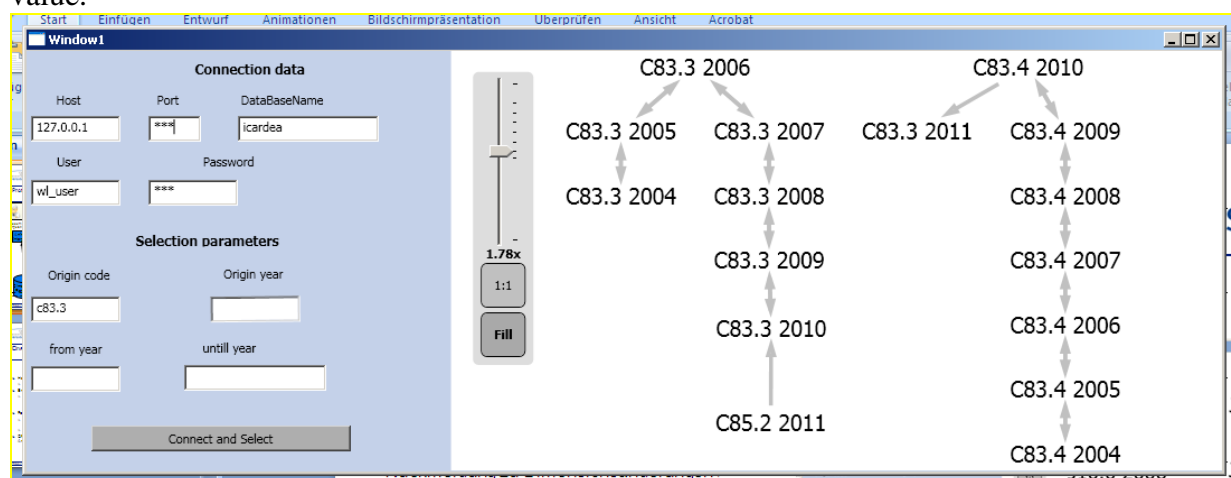 value.
Start Einfügen Entwurf Animationen Bildschirmpräsentation Überprüfen Ansicht Acrobat
Window1
Connection data
Host Port DataBaseName
127.0.0.1 *** icardea
User Password
wl_user ***
Selection parameters
Origin code Origin year
c83.3
from year untill year
Connect and Select
1.78x
1:1
Fill
C83.3 2006 C83.4 2010
C83.3 2005 C83.3 2007 C83.3 2011 C83.4 2009
C83.3 2004 C83.3 2008 C83.4 2008
C83.3 2009 C83.4 2007
C83.3 2010 C83.4 2006
C83.4 2005
C85.2 2011
C83.4 2004